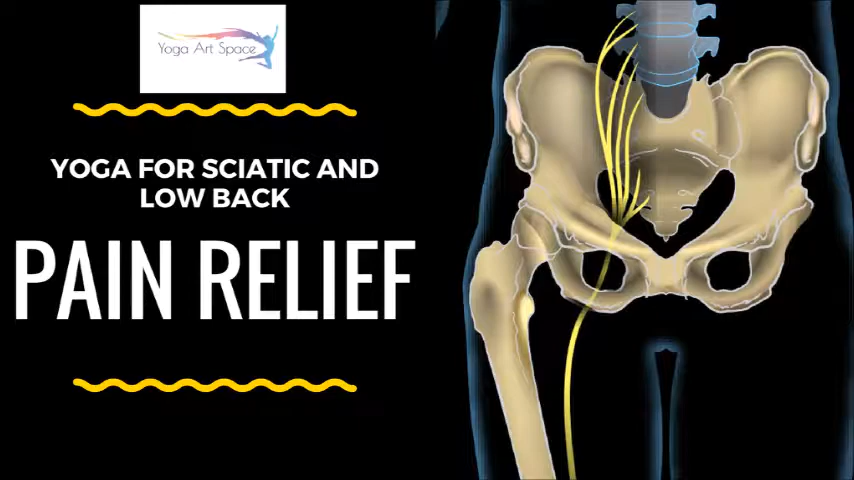 Yoga Art Space
YOGA FOR SCIATIC AND
LOW BACK
PAIN RELIEF